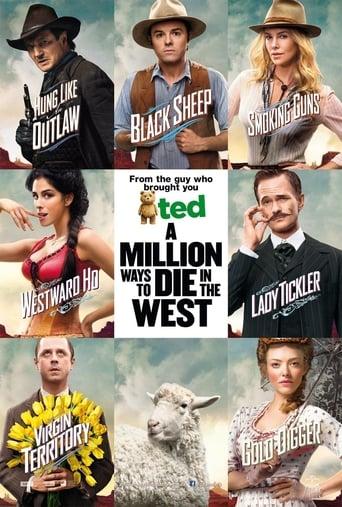 HUNG LIKE
OUTLAW
BLACK SHEEP
SMOKING GUNS
From the guy who
brought you
ted
A
MILLION
WAYS TO DIE IN THE
WEST
WESTWARD HO
LADY TICKLER
VIRGIN
TERRITORY
GOLD-DIGGER